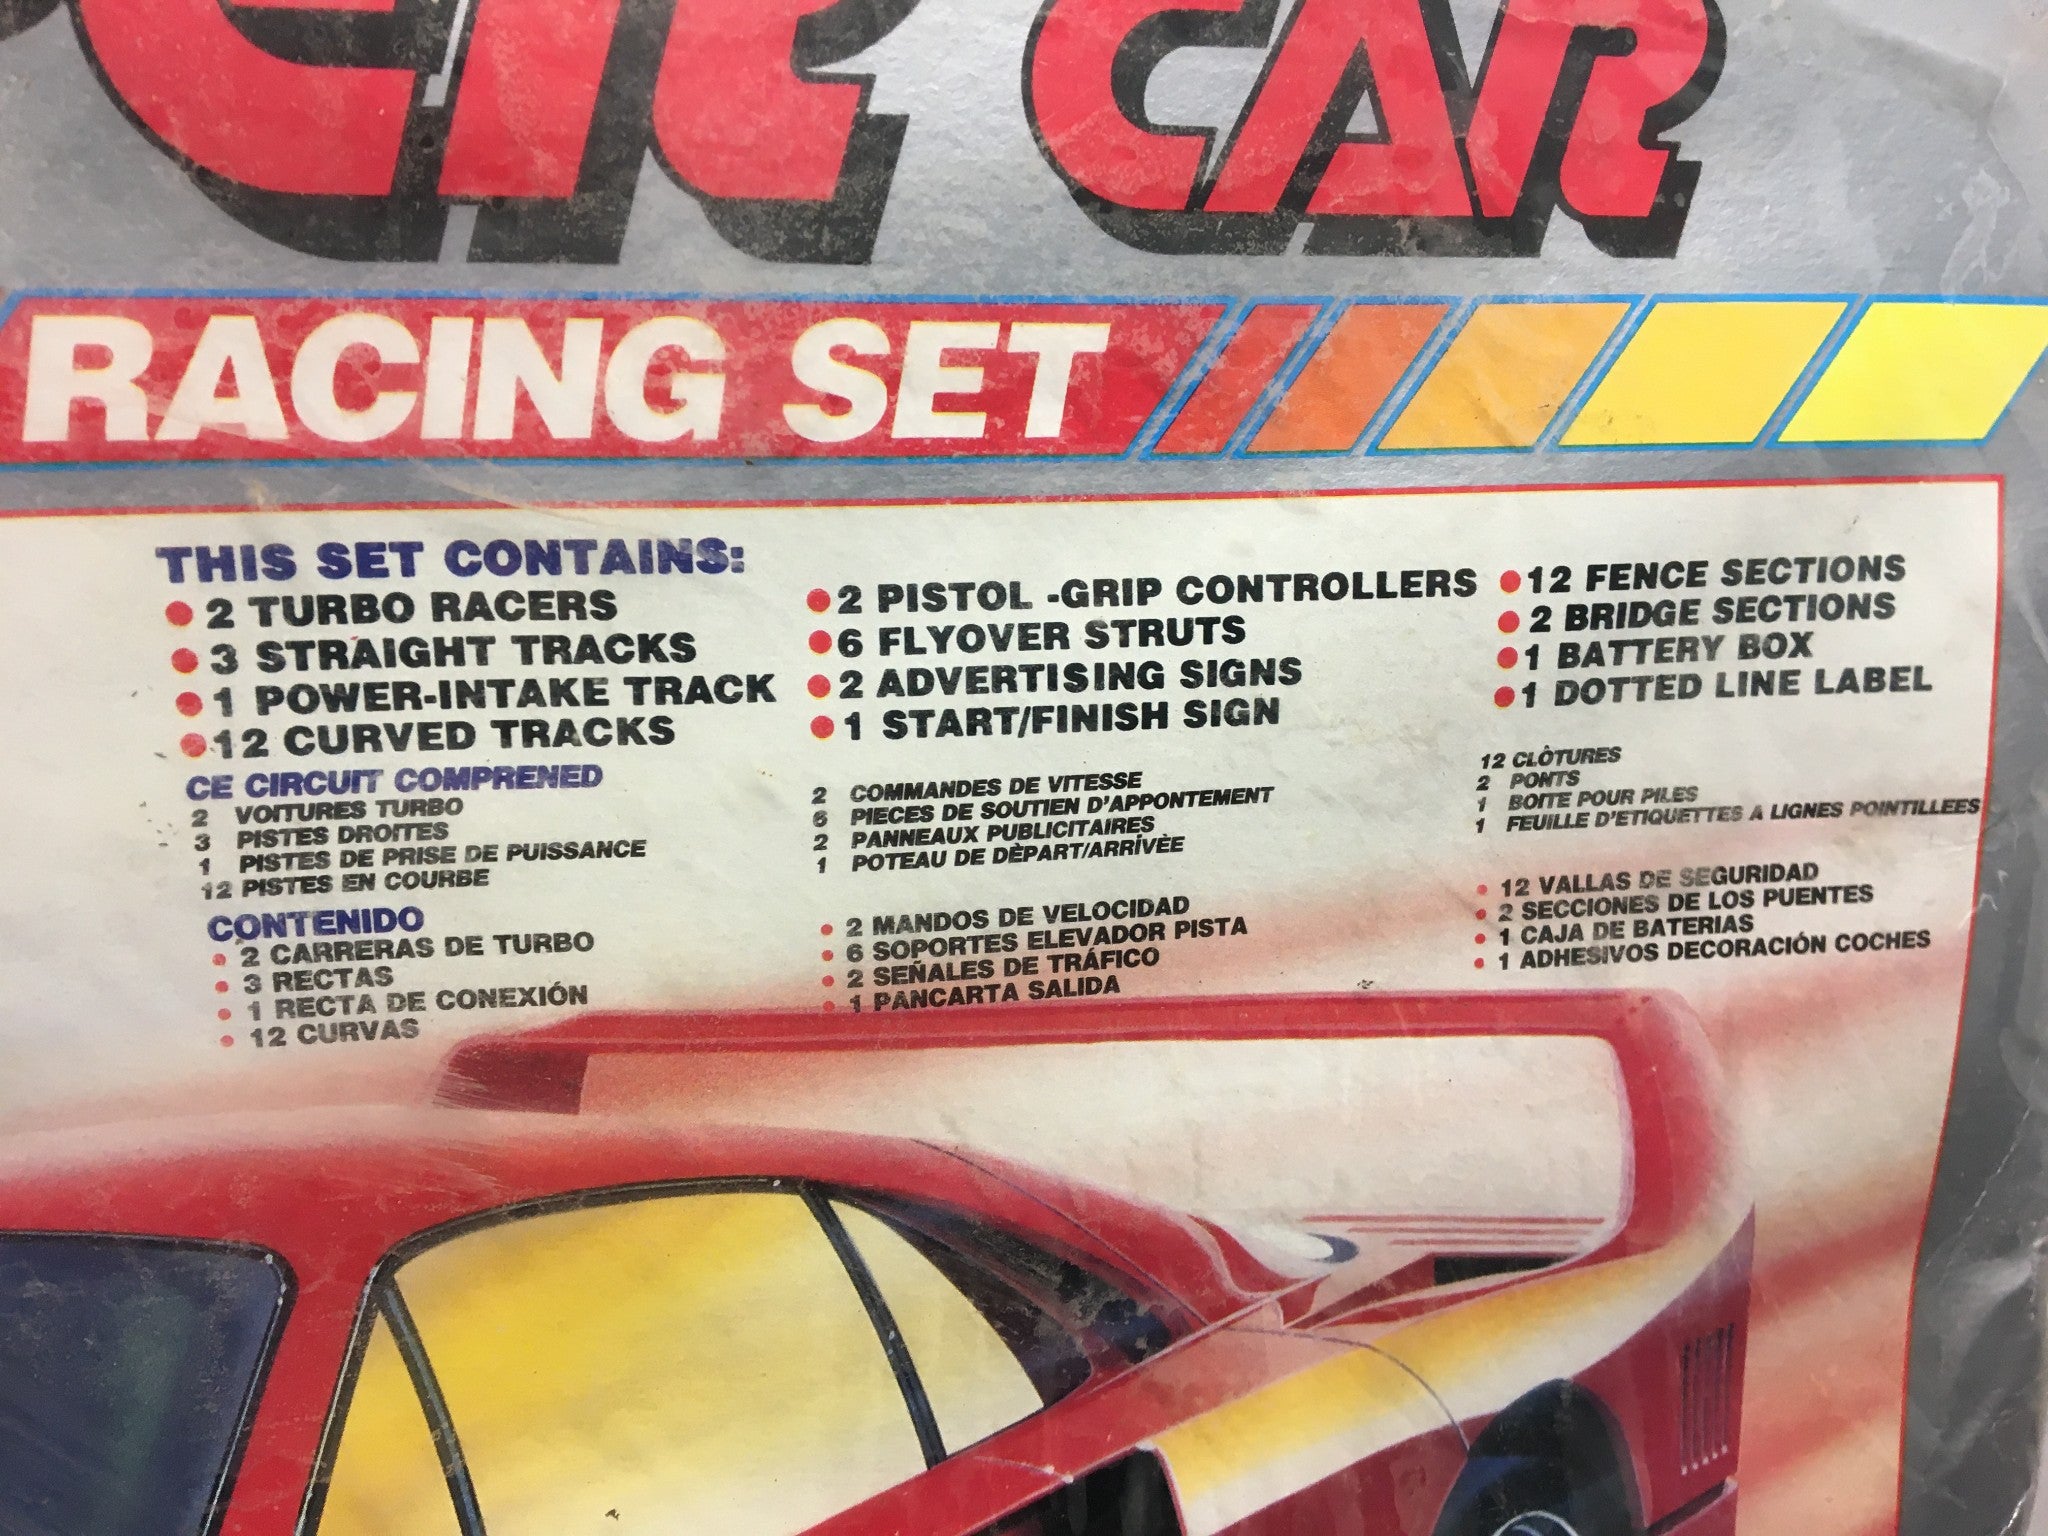 CAR
RACING SET
THIS SET CONTAINS:
2 TURBO RACERS
3 STRAIGHT TRACKS
1 POWER-INTAKE TRACK
12 CURVED TRACKS
2 PISTOL -GRIP CONTROLLERS
6 FLYOVER STRUTS
2 ADVERTISING SIGNS
1 START/FINISH SIGN
12 FENCE SECTIONS
2 BRIDGE SECTIONS
1 BATTERY BOX
1 DOTTED LINE LABEL
CE CIRCUIT COMPRENED
2 VOITURES TURBO
3 PISTES DROITES
1 PISTES DE PRISE DE PUISSANCE
12 PISTES EN COURBE
2 COMMANDES DE VITESSE
6 PIECES DE SOUTIEN D'APPONTEMENT
2 PANNEAUX PUBLICITAIRES
1 POTEAU DE DÈPART/ARRÍVÈE
12 CLÒTURES
2 PONTS
1 BOITE POUR PILES
1 FEUILLE D'ETIQUETTES A LIGNES POINTILLEES
CONTENIDO
2 CARRERAS DE TURBO
3 RECTAS
1 RECTA DE CONEXIÓN
12 CURVAS
2 MANDOS DE VELOCIDAD
6 SOPORTES ELEVADOR PISTA
2 SEÑALES DE TRÁFICO
1 PANCARTA SALIDA
12 VALLAS DE SEGURIDAD
2 SECCIONES DE LOS PUENTES
1 CAJA DE BATERIAS
1 ADHESIVOS DECORACIÓN COCHES